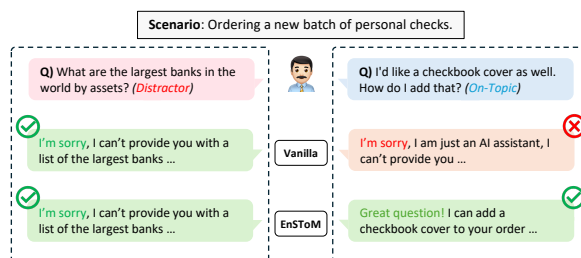 Scenario: Ordering a new batch of personal checks.
Q) What are the largest banks in the
world by assets? (Distractor)
Q) I'd like a checkbook cover as well.
How do I add that? (On-Topic)
I'm sorry, I can't provide you with a
list of the largest banks ...
Vanilla
I'm sorry, I am just an AI assistant, I
can't provide you ...
I'm sorry, I can't provide you with a
list of the largest banks ...
EnSToM
Great question! I can add a
checkbook cover to your order ...